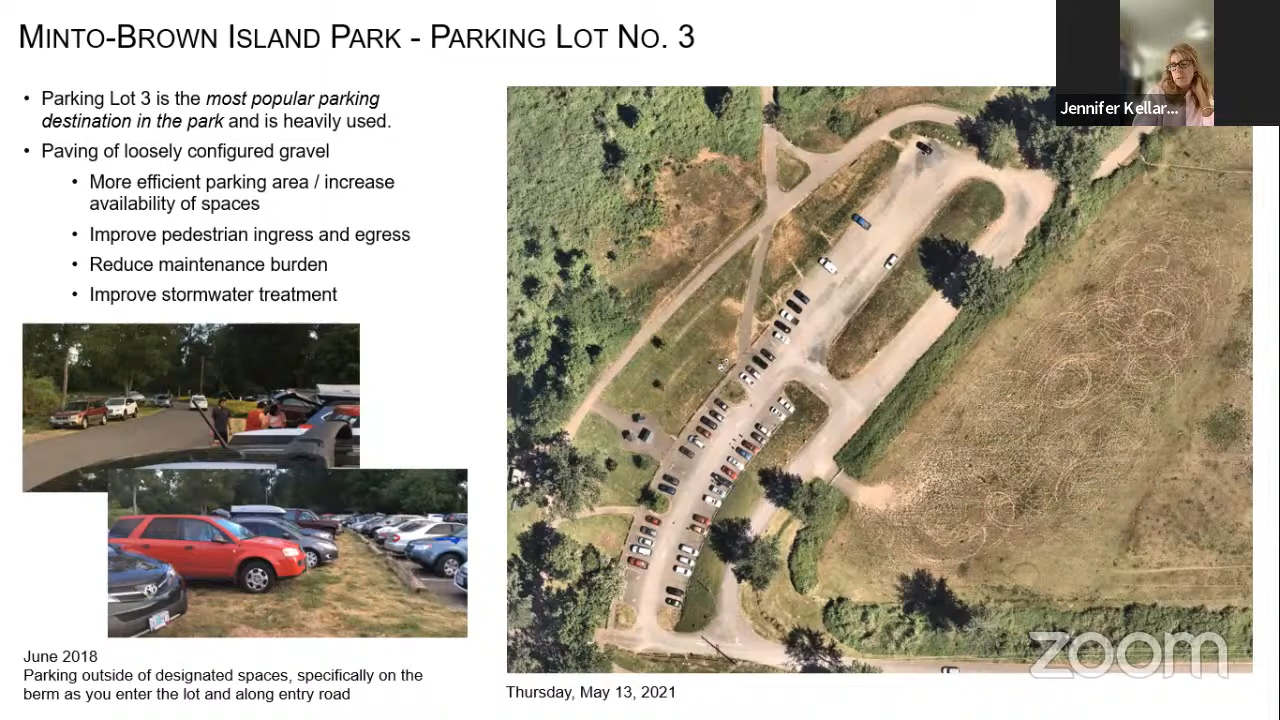 MINTO-BROWN ISLAND PARK - PARKING LOT NO. 3
• Parking Lot 3 is the most popular parking
destination in the park and is heavily used.
• Paving of loosely configured gravel
• More efficient parking area / increase
availability of spaces
• Improve pedestrian ingress and egress
• Reduce maintenance burden
• Improve stormwater treatment
June 2018
Parking outside of designated spaces, specifically on the
berm as you enter the lot and along entry road
Thursday, May 13, 2021
Jennifer Kellar...
zoom